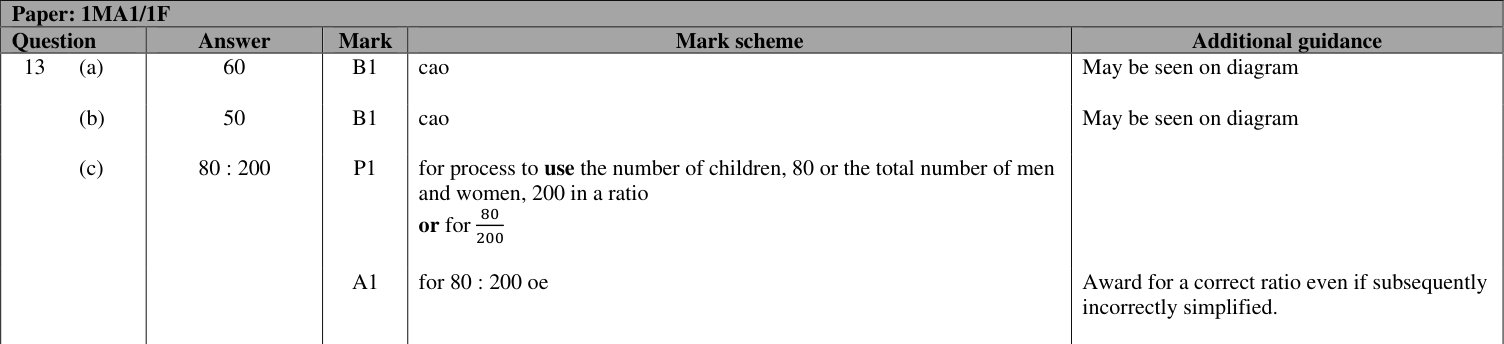 Paper: 1MA1/1F
Question Answer Mark Mark scheme Additional guidance
13 (a) 60 B1 cao May be seen on diagram
(b) 50 B1 cao May be seen on diagram
(c) 80 : 200 P1 for process to use the number of children, 80 or the total number of men
and women, 200 in a ratio
or for 80/200
A1 for 80 : 200 oe Award for a correct ratio even if subsequently
incorrectly simplified.